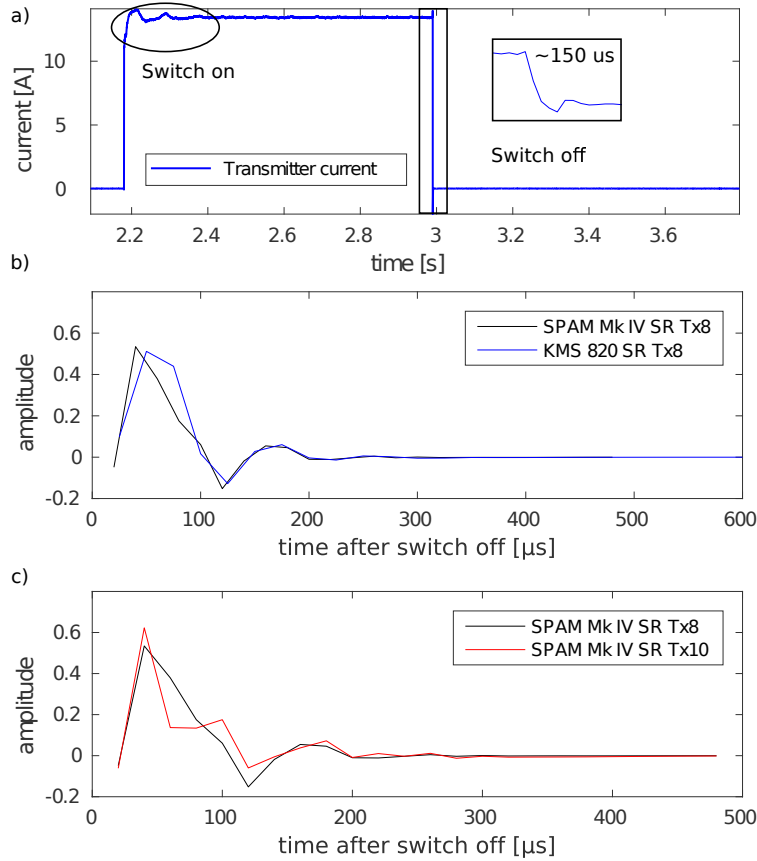 a)
10
5
0
current [A]
Switch on
~150 us
Switch off
Transmitter current
2.2
2.4
2.6
2.8
3
3.2
3.4
3.6
time [s]
b)
0.6
0.4
0.2
0
-0.2
amplitude
SPAM Mk IV SR Tx8
KMS 820 SR Tx8
0
100
200
300
400
500
600
time after switch off [µs]
c)
0.6
0.4
0.2
0
-0.2
amplitude
SPAM Mk IV SR Tx8
SPAM Mk IV SR Tx10
0
100
200
300
400
500
time after switch off [µs]